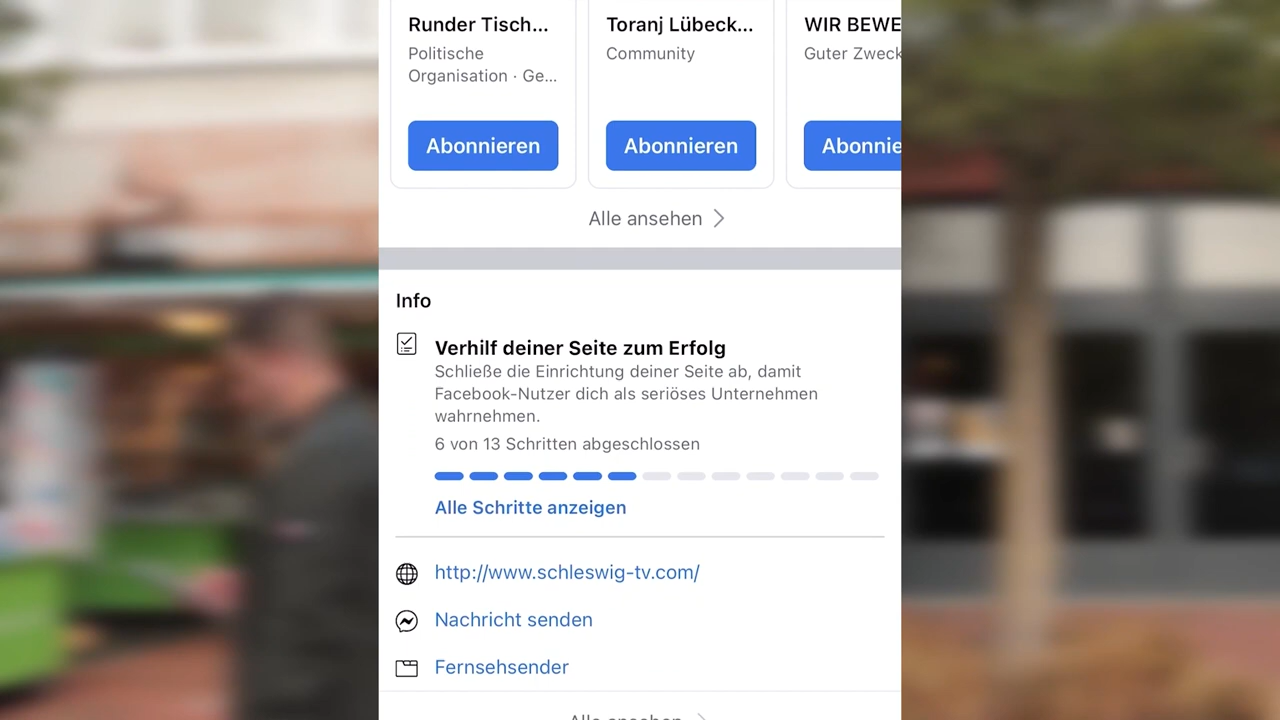 Runder Tisch...
Politische
Organisation · Ge...
Abonnieren
Toranj Lübeck...
Community
Abonnieren
WIR BEWE
Guter Zweck
Abonnie
Alle ansehen
Info
Verhilf deiner Seite zum Erfolg
Schließe die Einrichtung deiner Seite ab, damit
Facebook-Nutzer dich als seriöses Unternehmen
wahrnehmen.
6 von 13 Schritten abgeschlossen
Alle Schritte anzeigen
http://www.schleswig-tv.com/
Nachricht senden
Fernsehsender
Alle ansehen